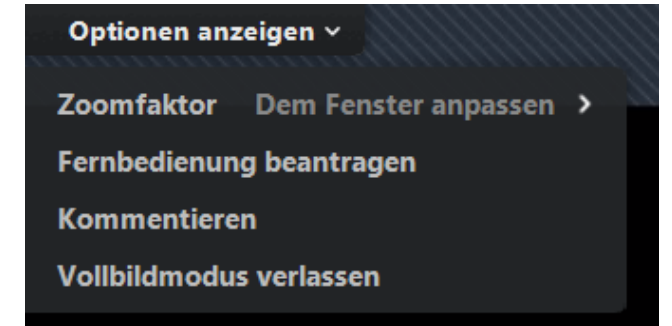 Optionen anzeigen
Zoomfaktor Dem Fenster anpassen
Fernbedienung beantragen
Kommentieren
Vollbildmodus verlassen